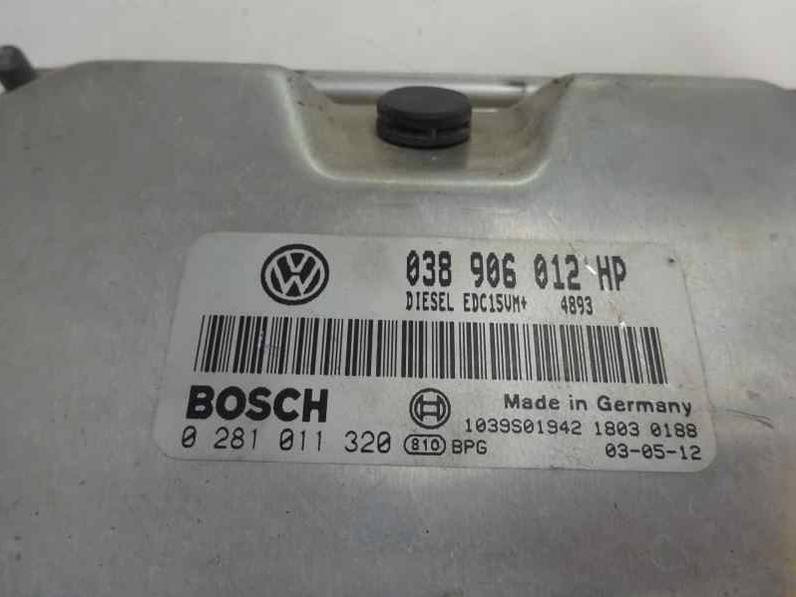 038 906 012 HP
DIESEL EDC15VM+ 4893
BOSCH
Made in Germany
0 281 011 320 810 BPG 1039S01942 1803 0188
03-05-12